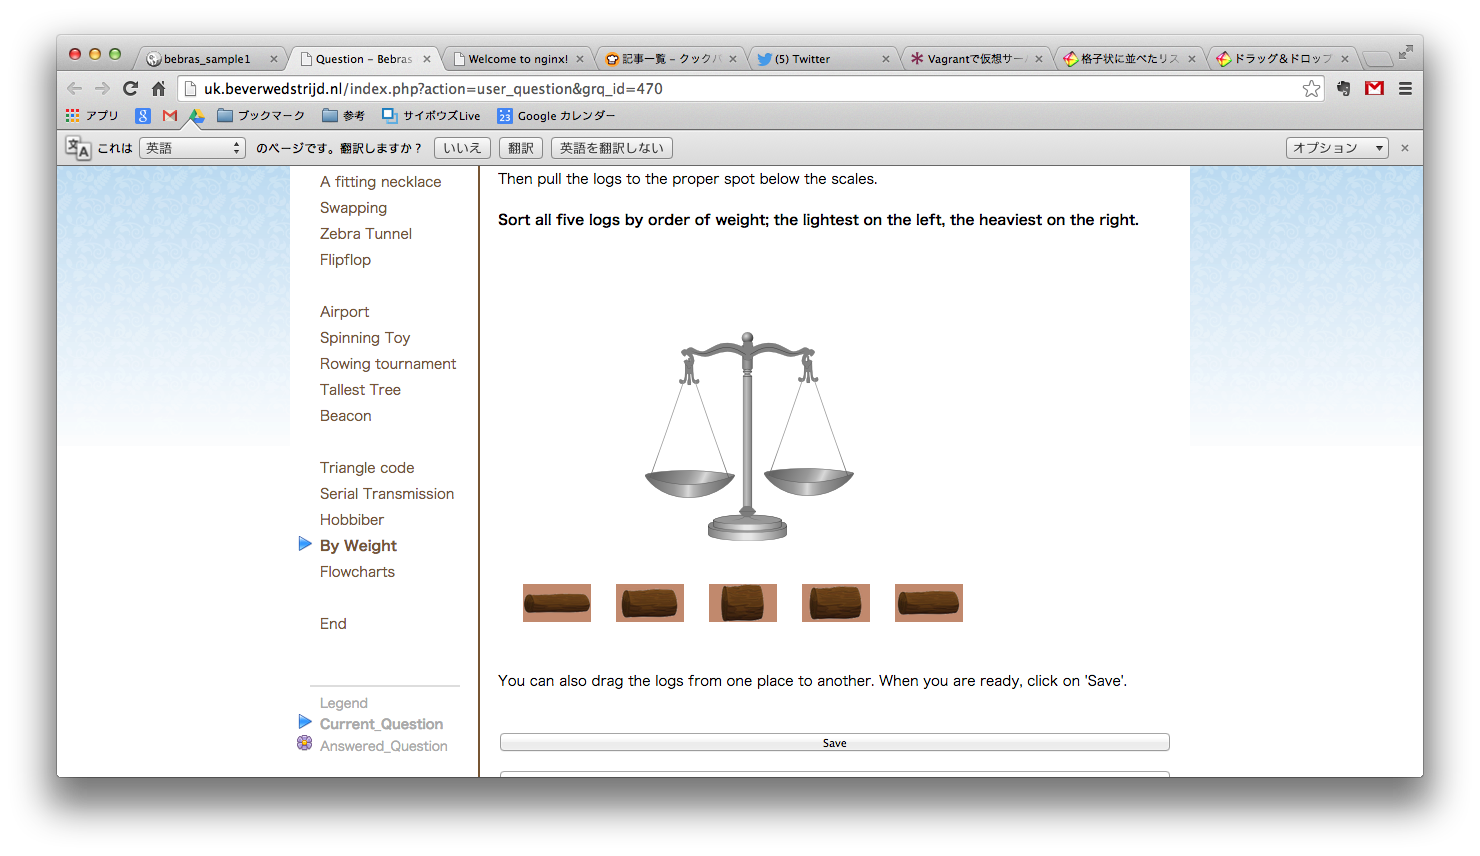 bebras_sample1
Question – Bebras
Welcome to nginx!
記事一覧 - クックパ
(5) Twitter
Vagrantで仮想サーバ
格子状に並べたリス
ドラッグ＆ドロップ
uk.beverwedstrijd.nl/index.php?action=user_question&grq_id=470
アプリ
ブックマーク
参考
サイボウズLive
23 Google カレンダー
これは 英語 のページです。翻訳しますか？ いいえ 翻訳 英語を翻訳しない オプション
A fitting necklace
Swapping
Zebra Tunnel
Flipflop
Airport
Spinning Toy
Rowing tournament
Tallest Tree
Beacon
Triangle code
Serial Transmission
Hobbiber
By Weight
Flowcharts
End
Legend
Current_Question
Answered_Question
Then pull the logs to the proper spot below the scales.
Sort all five logs by order of weight; the lightest on the left, the heaviest on the right.
You can also drag the logs from one place to another. When you are ready, click on 'Save'.
Save